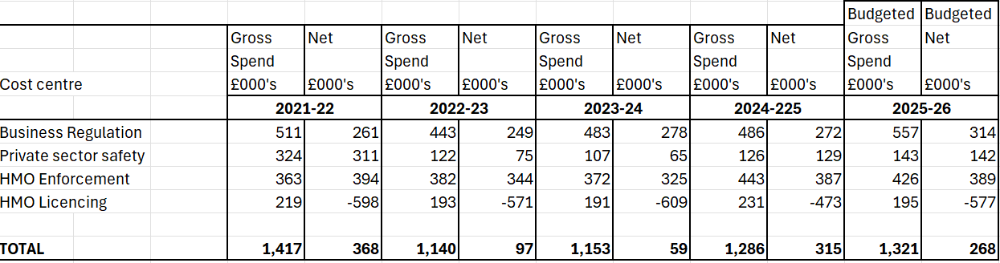 Budgeted Budgeted
Gross Net Gross Net Gross Net Gross Net Gross Net
Spend Spend Spend Spend Spend
Cost centre £000's £000's £000's £000's £000's £000's £000's £000's £000's £000's
2021-22 2022-23 2023-24 2024-225 2025-26
Business Regulation 511 261 443 249 483 278 486 272 557 314
Private sector safety 324 311 122 75 107 65 126 129 143 142
HMO Enforcement 363 394 382 344 372 325 443 387 426 389
HMO Licencing 219 -598 193 -571 191 -609 231 -473 195 -577
TOTAL 1,417 368 1,140 97 1,153 59 1,286 315 1,321 268